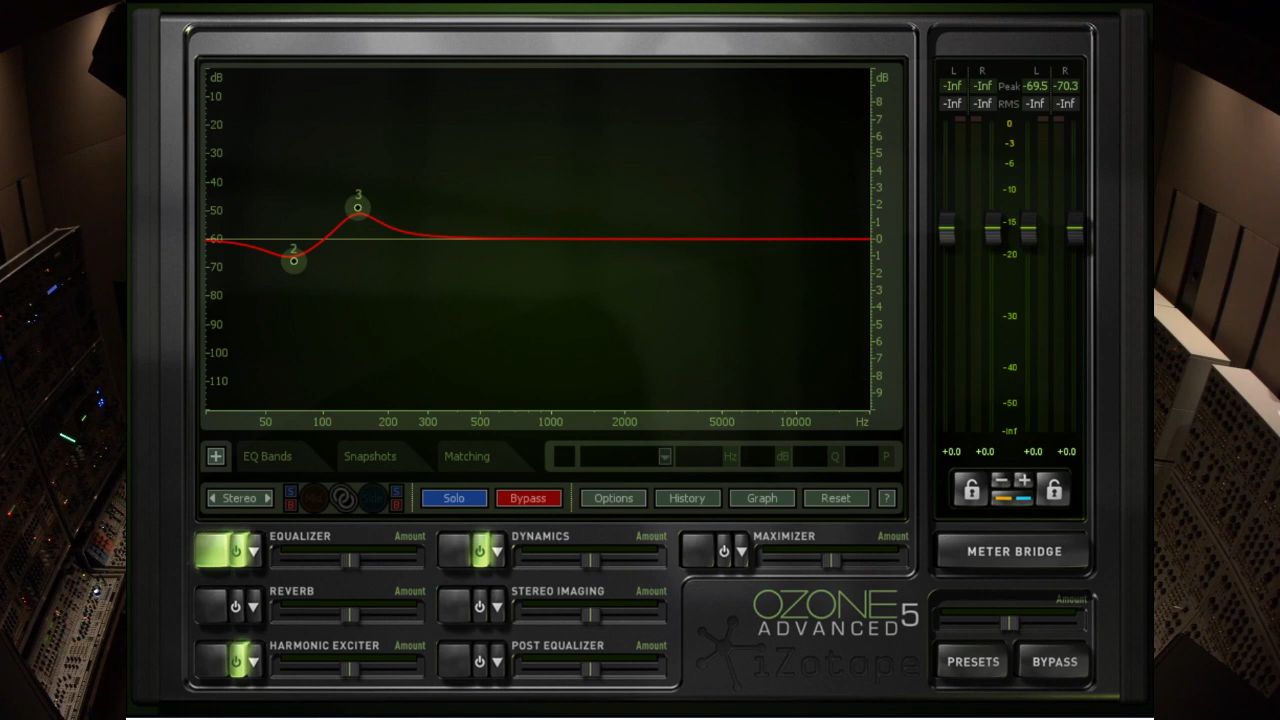 L R L R
-Inf -Inf Peak -69.5 -70.3
-Inf -Inf RMS -Inf -Inf
dB
-10
-20
-30
-40
-50
-60
-70
-80
-90
-100
-110
3
2
dB
-8
-7
-6
-5
-4
-3
-2
-1
-0
-1
-2
-3
-4
-5
-6
-7
-8
-9
50 100 200 300 500 1000 2000 5000 10000 Hz
0
-3
-6
-10
-15
-20
-30
-40
-50
-Inf
+0.0 +0.0 +0.0 +0.0
EQ Bands Snapshots Matching Hz dB Q P
Stereo S B S B Solo Bypass Options History Graph Reset ?
EQUALIZER Amount DYNAMICS Amount MAXIMIZER Amount
METER BRIDGE
REVERB Amount STEREO IMAGING Amount
OZONE 5
ADVANCED
Amount
HARMONIC EXCITER Amount POST EQUALIZER Amount
iZotope
PRESETS BYPASS